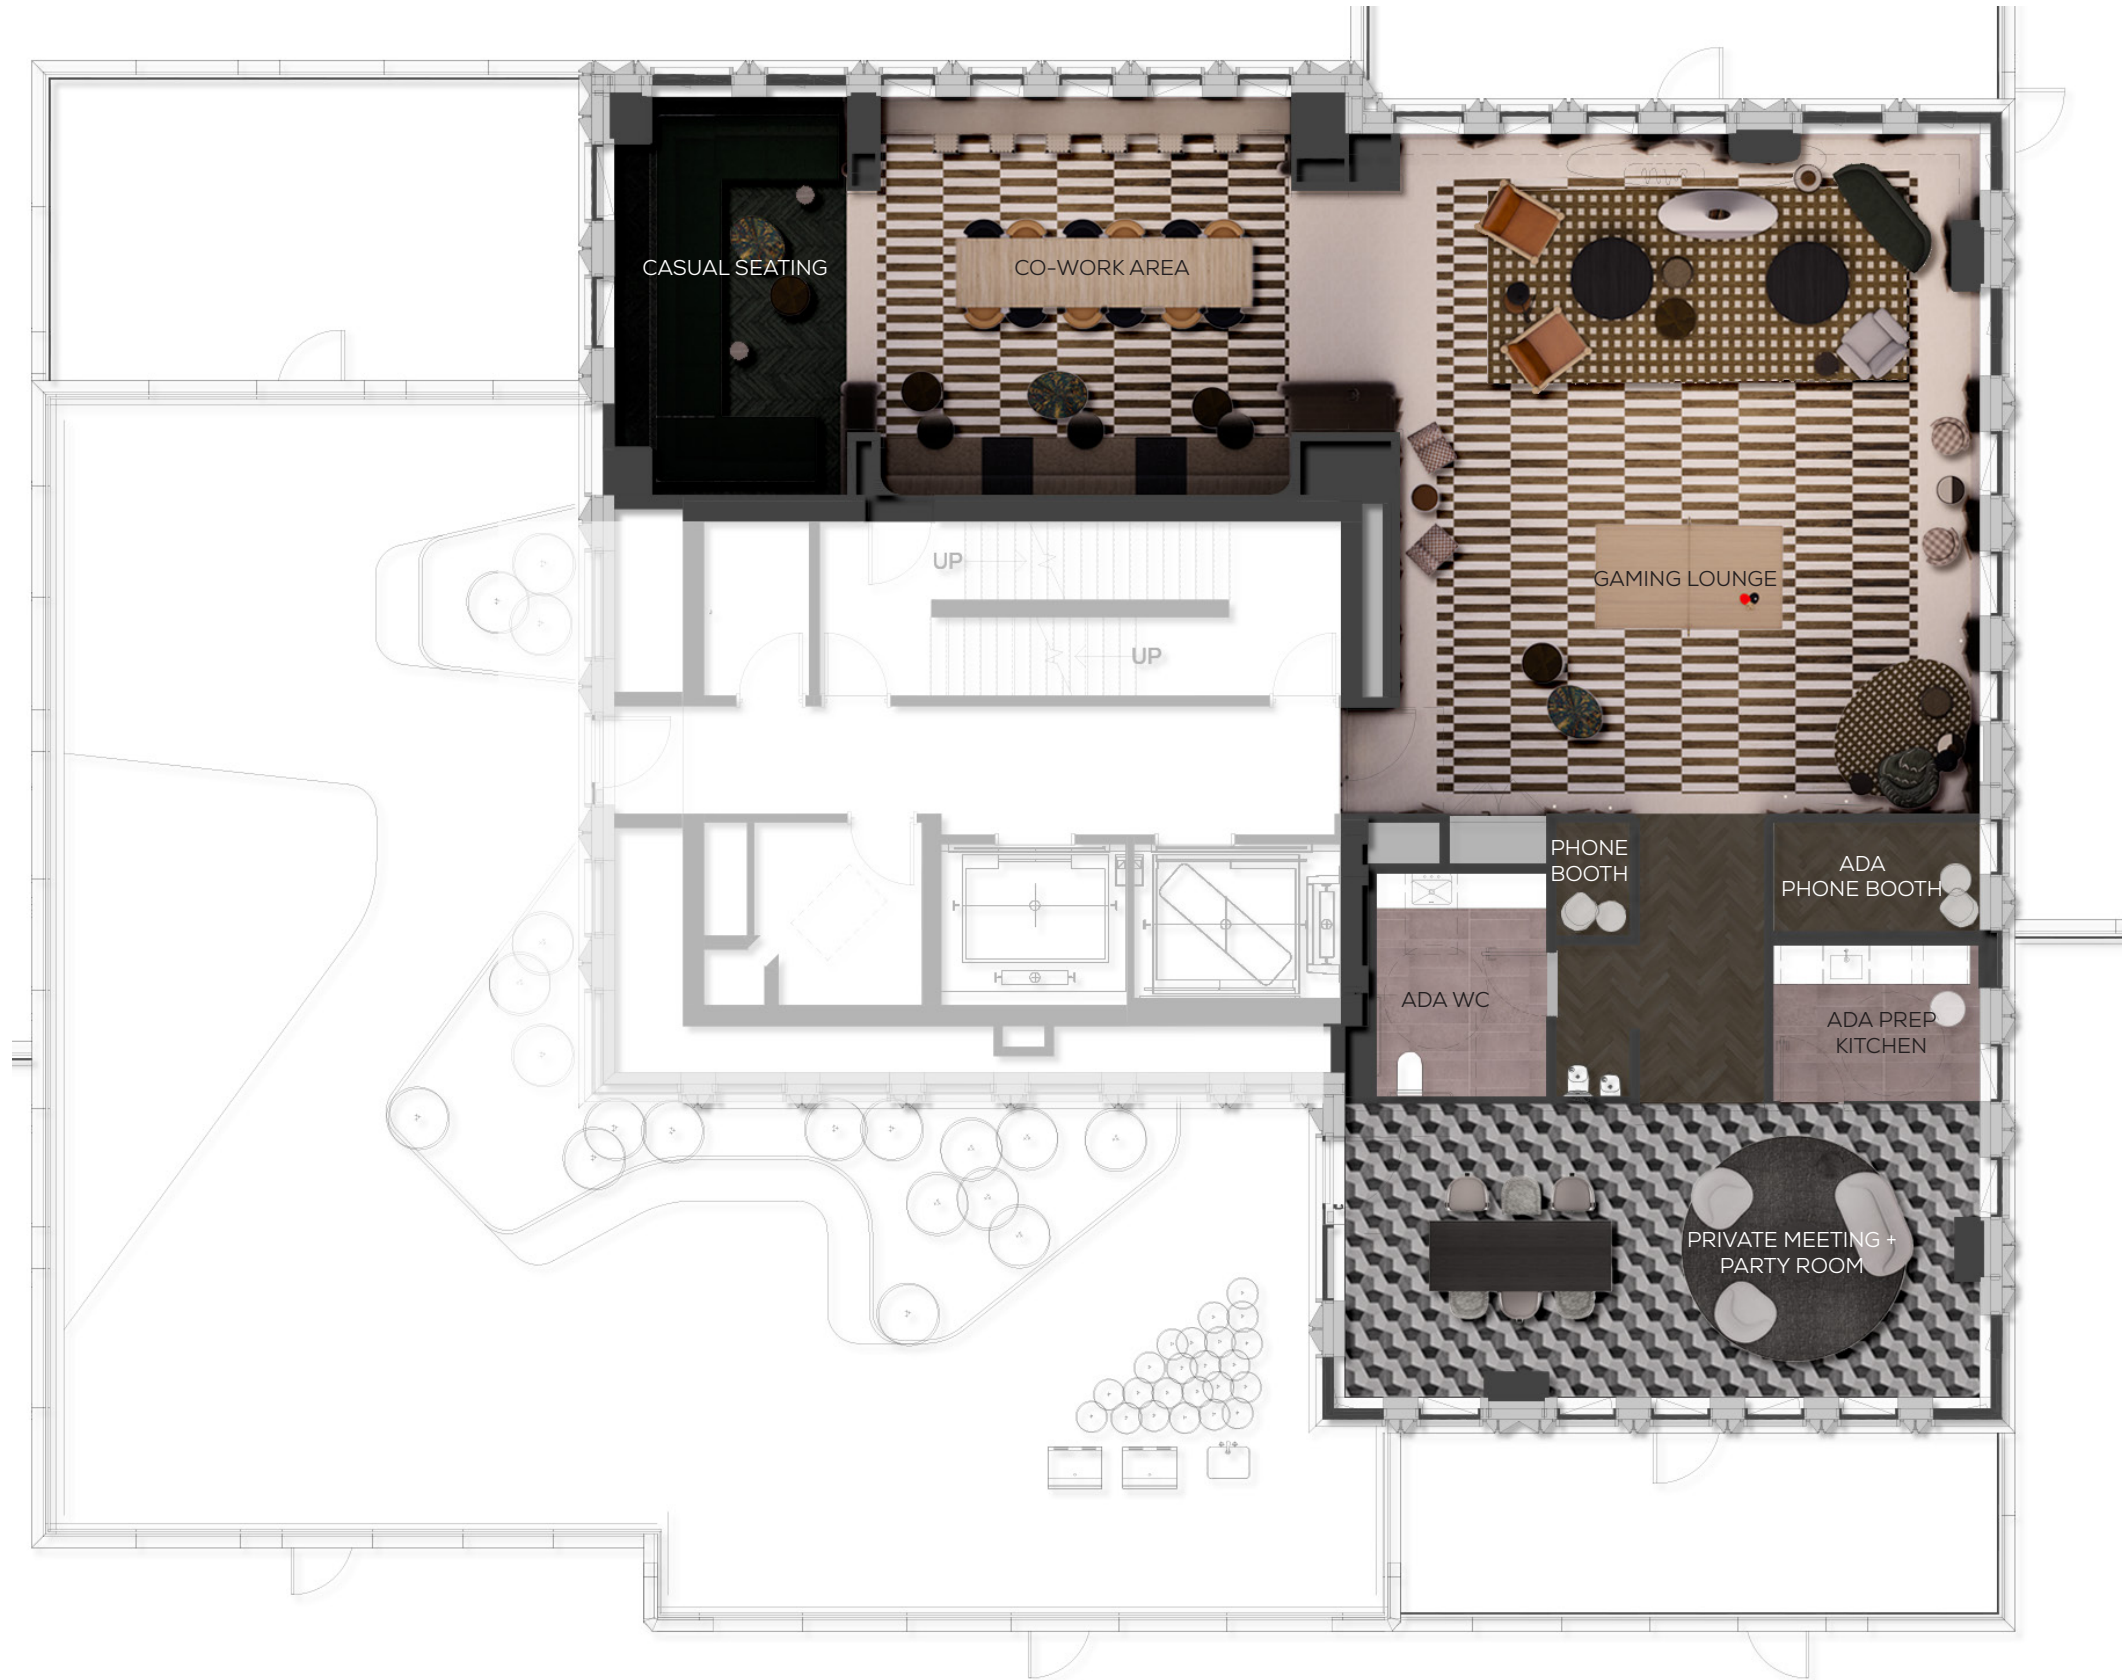 CASUAL SEATING
CO-WORK AREA
UP
GAMING LOUNGE
UP
PHONE
BOOTH
ADA
PHONE BOOTH
ADA WC
ADA PREP
KITCHEN
PRIVATE MEETING +
PARTY ROOM